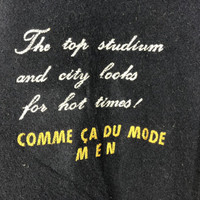 The top studium
and city looks
for hot times!
COMME ÇA DU MODE
MEN